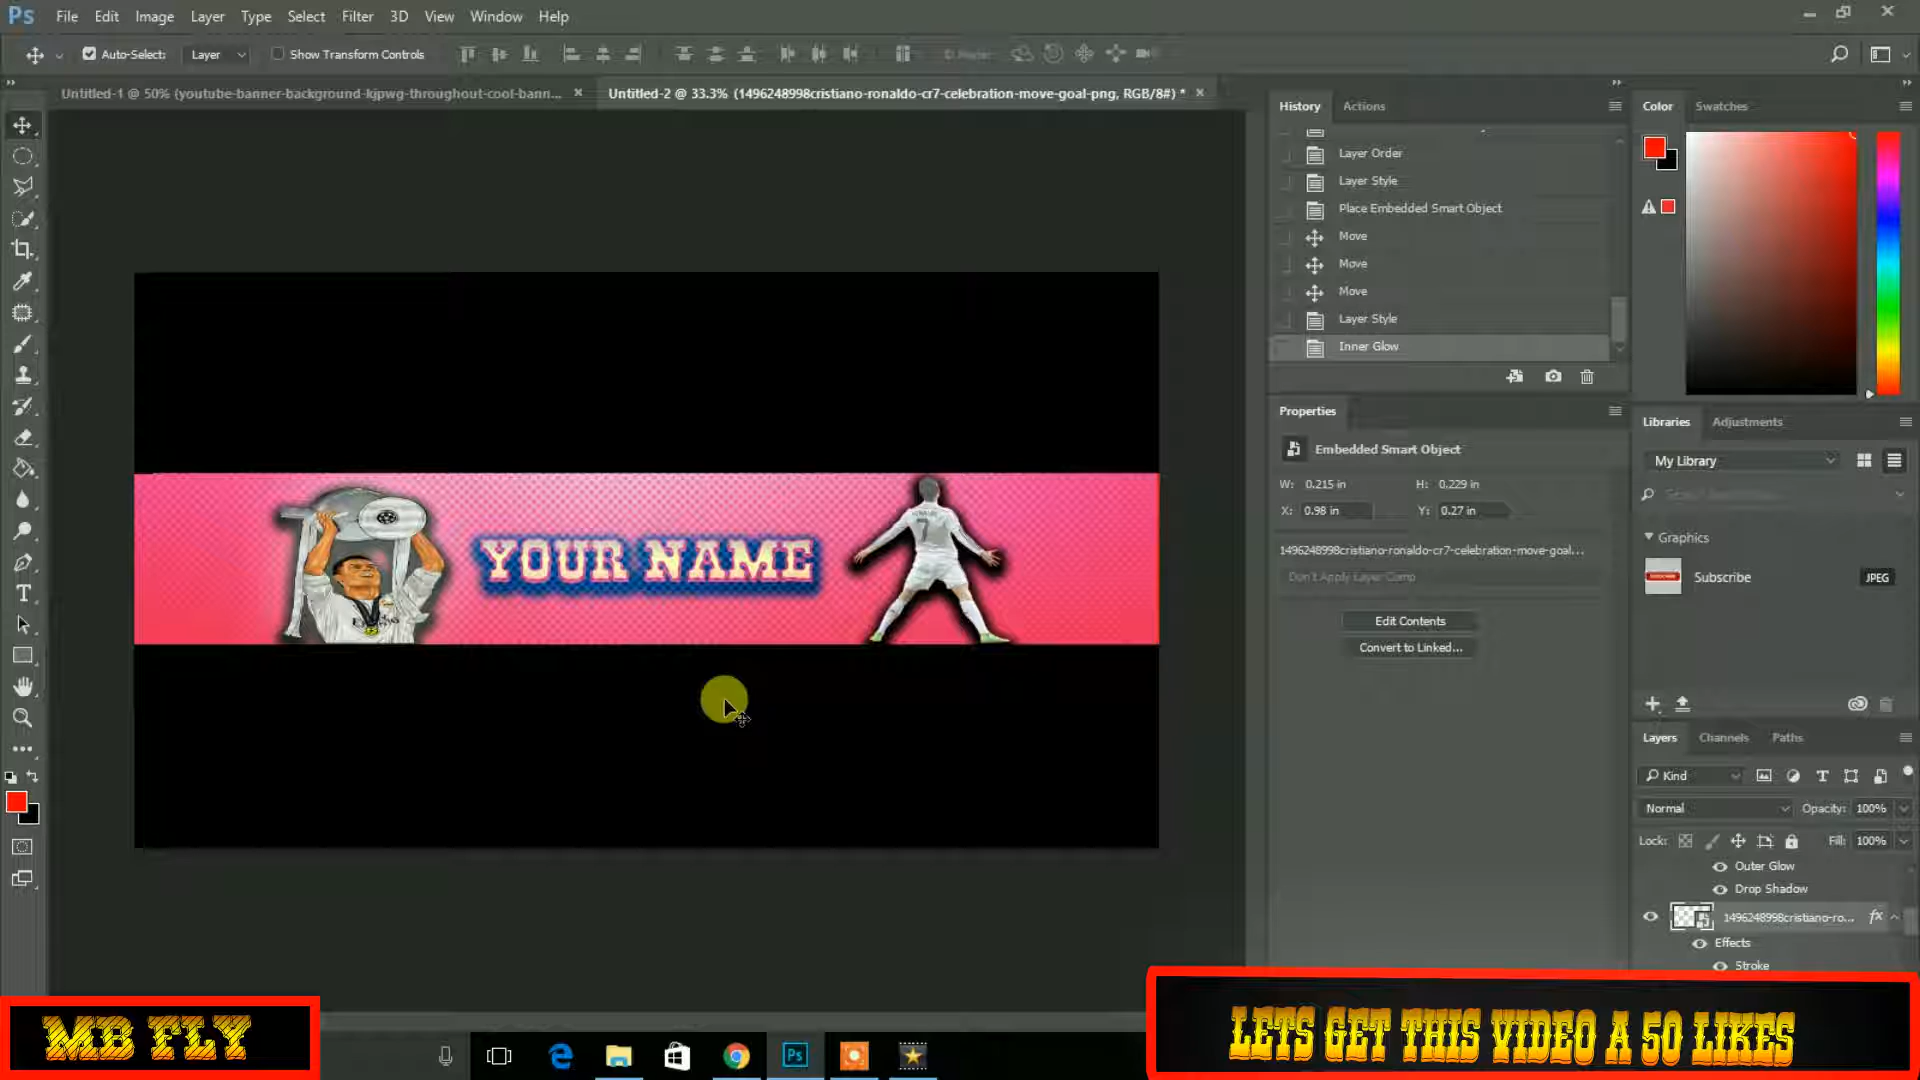 Ps File Edit Image Layer Type Select Filter 3D View Window Help
Auto-Select: Layer Show Transform Controls
Untitled-1 @ 50% (youtube-banner-background-kjpwg-throughout-cool-bann... × Untitled-2 @ 33.3% (1496248998cristiano-ronaldo-cr7-celebration-move-goal-png, RGB/8#) * ×
History Actions
Layer Order
Layer Style
Place Embedded Smart Object
Move
Move
Move
Layer Style
Inner Glow
Properties
Embedded Smart Object
W: 0.215 in H: 0.229 in
X: 0.98 in Y: 0.27 in
1496248998cristiano-ronaldo-cr7-celebration-move-goal...
Don't Apply Layer Comp
Edit Contents
Convert to Linked...
Color Swatches
Libraries Adjustments
My Library
Graphics
Subscribe JPEG
Layers Channels Paths
Kind
Normal Opacity: 100%
Lock: Fill: 100%
Outer Glow
Drop Shadow
1496248998cristiano-ro... fx
Effects
Stroke
YOUR NAME
7
MB FLY
Ps
LETS GET THIS VIDEO A 50 LIKES